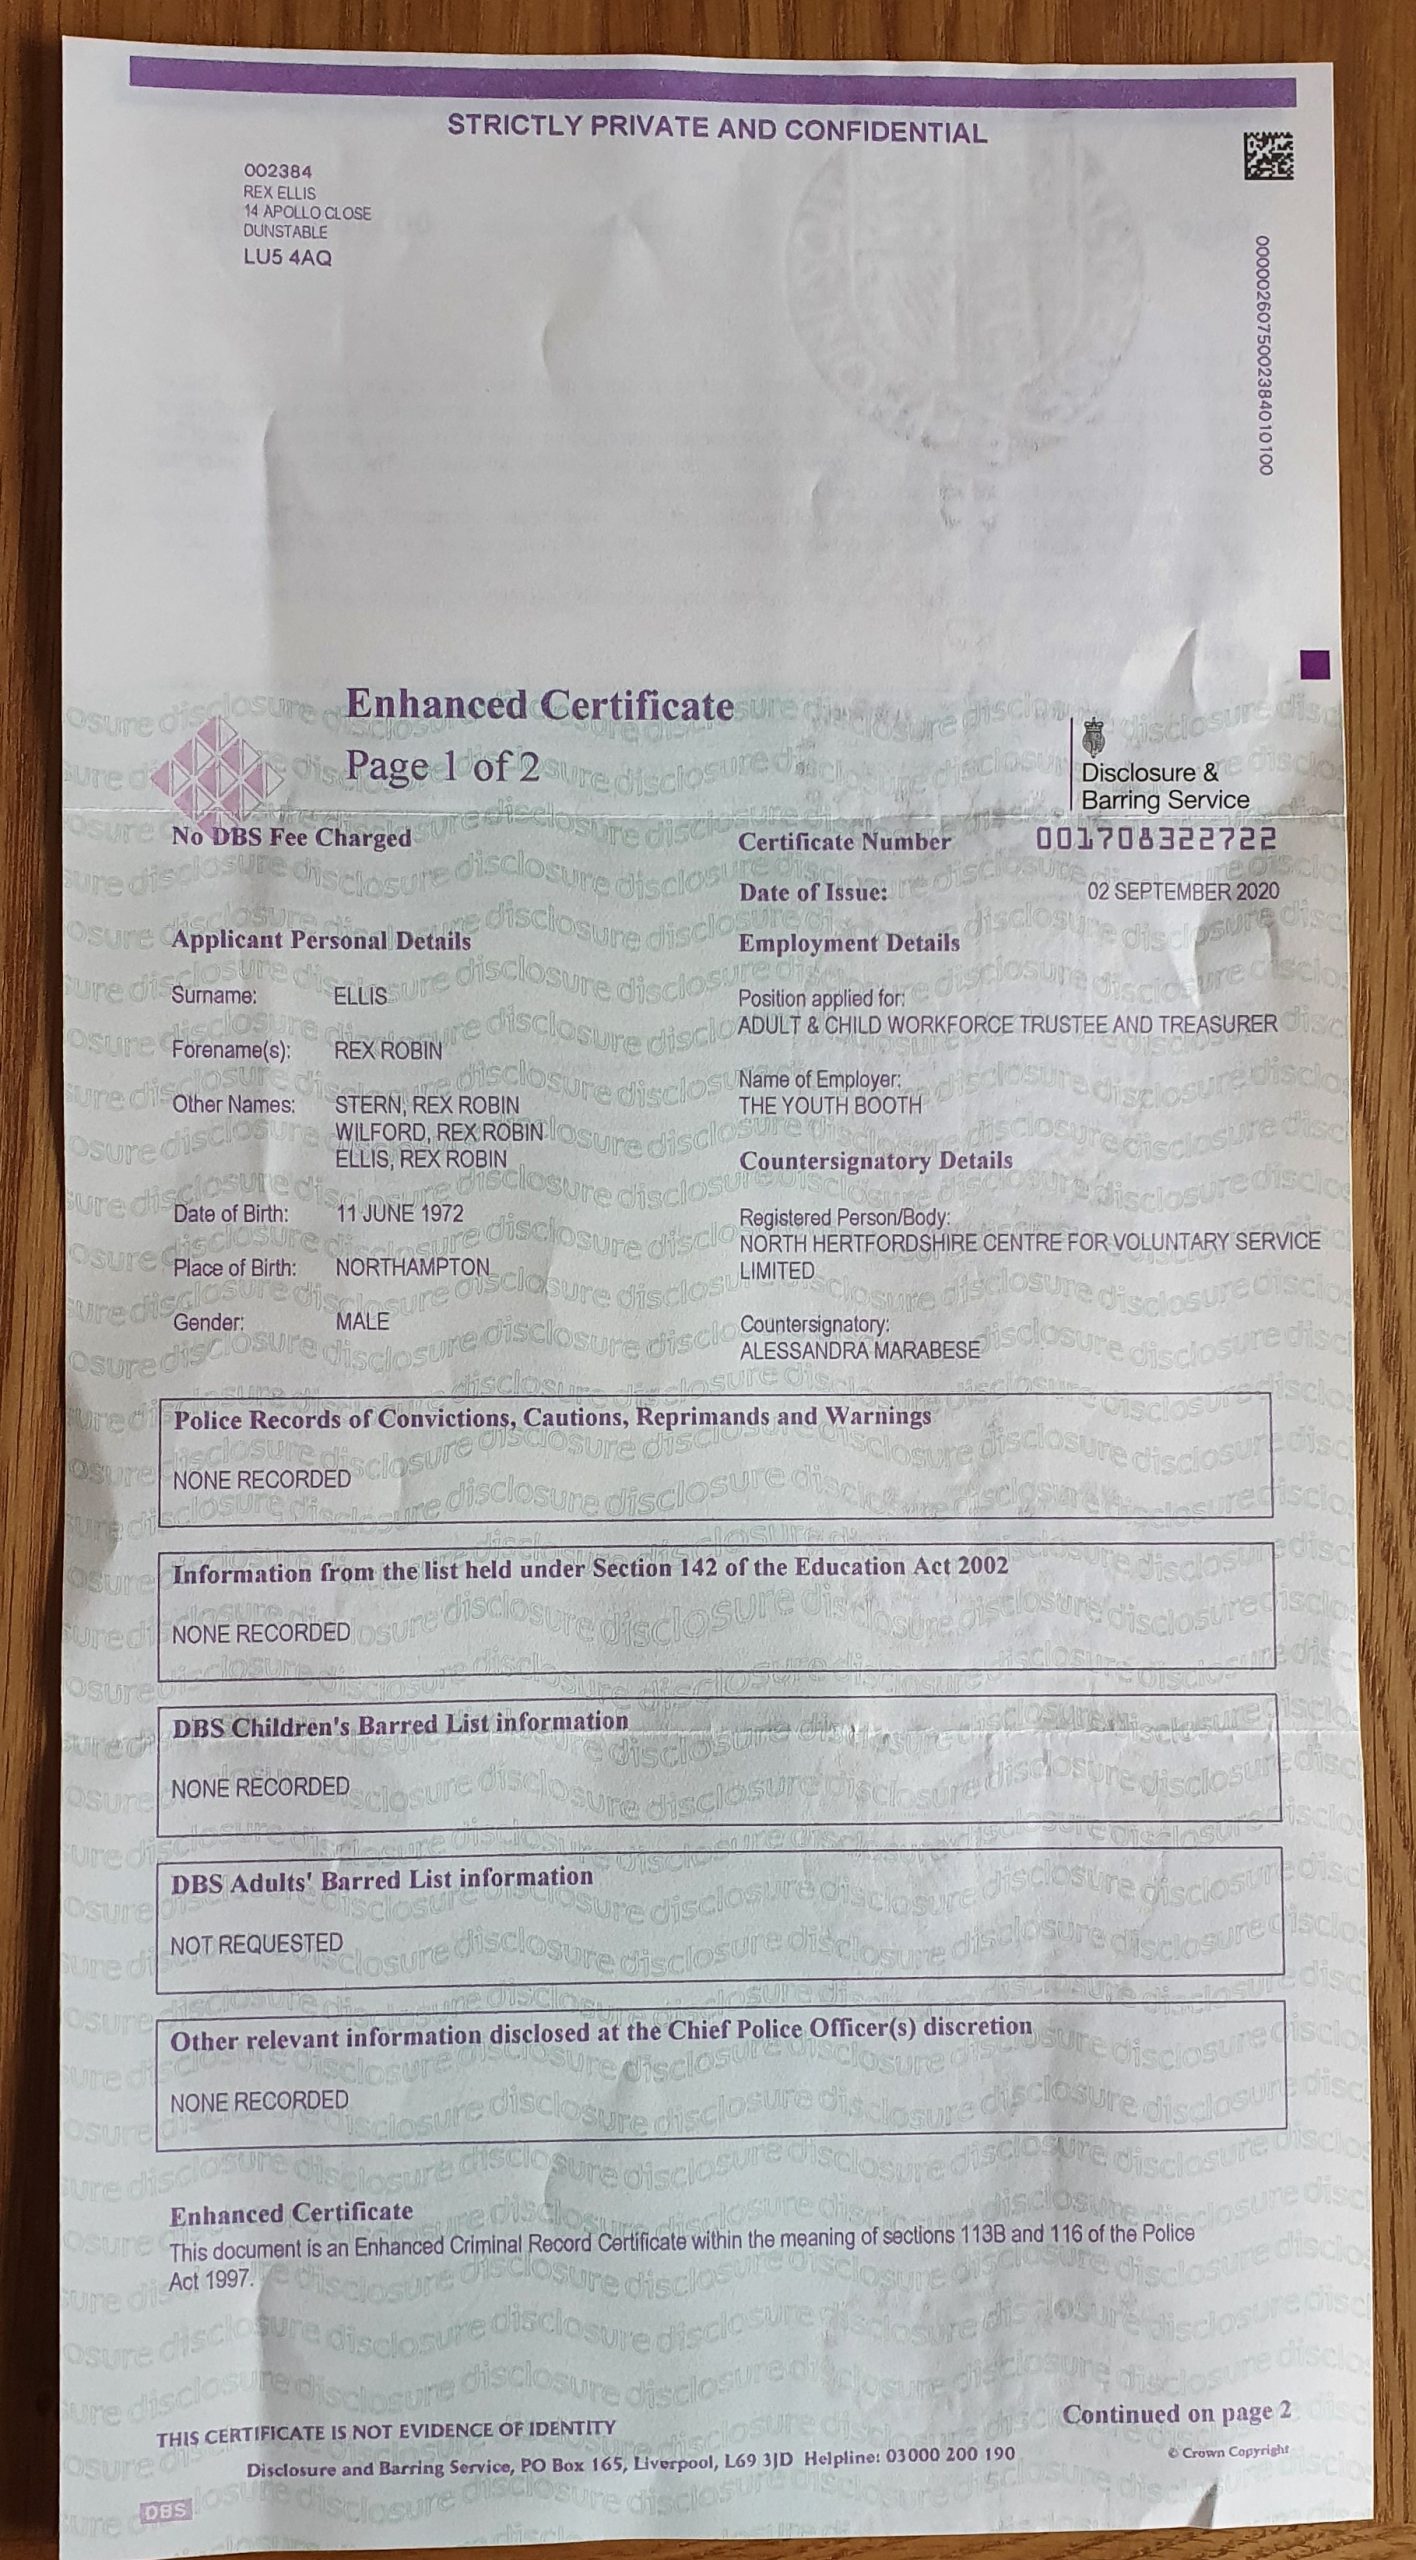 STRICTLY PRIVATE AND CONFIDENTIAL
002384
REX ELLIS
14 APOLLO CLOSE
DUNSTABLE
LU5 4AQ
0000026075002384010100
Enhanced Certificate
Page 1 of 2
Disclosure &
Barring Service
No DBS Fee Charged
Certificate Number 001708322722
Date of Issue: 02 SEPTEMBER 2020
Applicant Personal Details
Surname: ELLIS
Forename(s): REX ROBIN
Other Names: STERN, REX ROBIN
WILFORD, REX ROBIN
ELLIS, REX ROBIN
Date of Birth: 11 JUNE 1972
Place of Birth: NORTHAMPTON
Gender: MALE
Employment Details
Position applied for:
ADULT & CHILD WORKFORCE TRUSTEE AND TREASURER
Name of Employer:
THE YOUTH BOOTH
Countersignatory Details
Registered Person/Body:
NORTH HERTFORDSHIRE CENTRE FOR VOLUNTARY SERVICE
LIMITED
Countersignatory:
ALESSANDRA MARABESE
Police Records of Convictions, Cautions, Reprimands and Warnings
NONE RECORDED
Information from the list held under Section 142 of the Education Act 2002
NONE RECORDED
DBS Children's Barred List information
NONE RECORDED
DBS Adults' Barred List information
NOT REQUESTED
Other relevant information disclosed at the Chief Police Officer(s) discretion
NONE RECORDED
Enhanced Certificate
This document is an Enhanced Criminal Record Certificate within the meaning of sections 113B and 116 of the Police
Act 1997.
Continued on page 2
THIS CERTIFICATE IS NOT EVIDENCE OF IDENTITY
Disclosure and Barring Service, PO Box 165, Liverpool, L69 3JD Helpline: 03000 200 190
© Crown Copyright
DBS